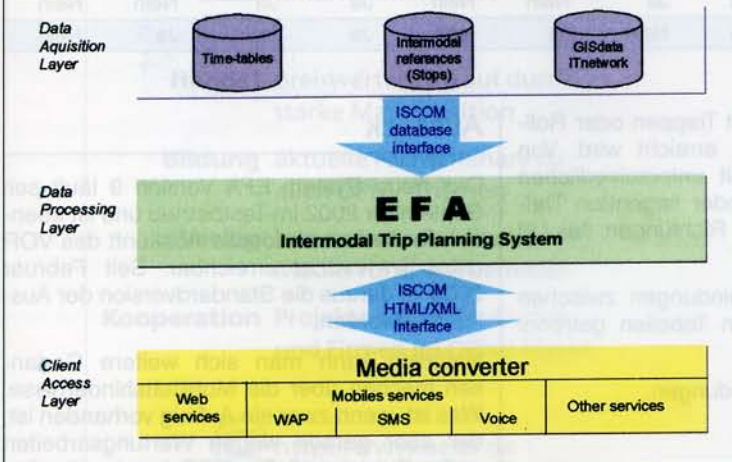 Data
Aquisition
Layer
Time-tables
Intermodal
references
(Stops)
GISdata
ITnetwork
ISCOM
database
interface
Data
Processing
Layer
EFA
Intermodal Trip Planning System
ISCOM
HTML/XML
Interface
Client
Access
Layer
Media converter
Web
services
Mobiles services
WAP
SMS
Voice
Other services